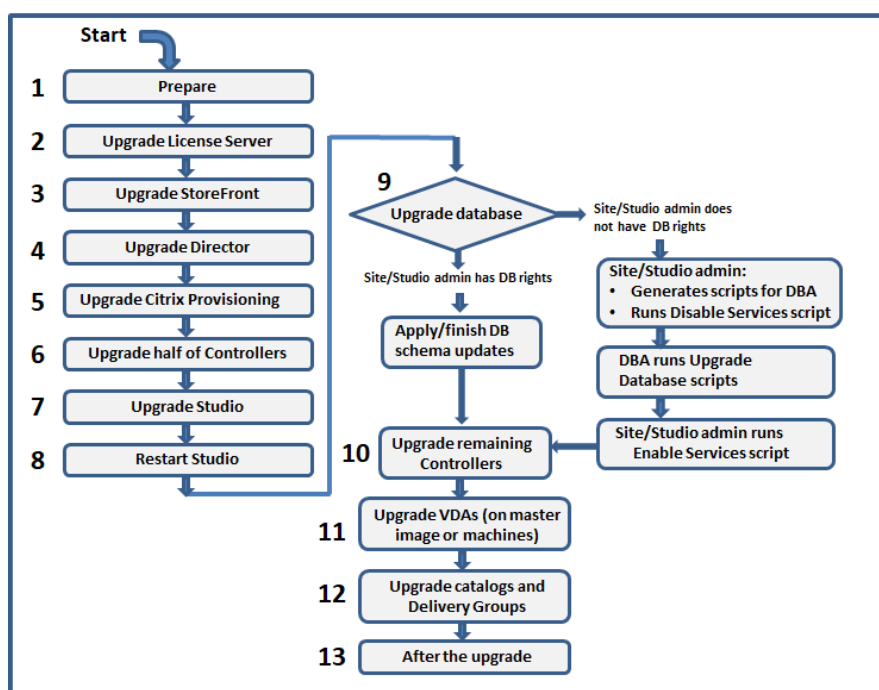 Start
1
Prepare
2
Upgrade License Server
3
Upgrade StoreFront
4
Upgrade Director
5
Upgrade Citrix Provisioning
6
Upgrade half of Controllers
7
Upgrade Studio
8
Restart Studio
9
Upgrade database
Site/Studio admin does
not have DB rights
Site/Studio admin has DB rights
Site/Studio admin:
• Generates scripts for DBA
• Runs Disable Services script
Apply/finish DB
schema updates
DBA runs Upgrade
Database scripts
Site/Studio admin runs
Enable Services script
10
Upgrade remaining
Controllers
11
Upgrade VDAs (on master
image or machines)
12
Upgrade catalogs and
Delivery Groups
13
After the upgrade